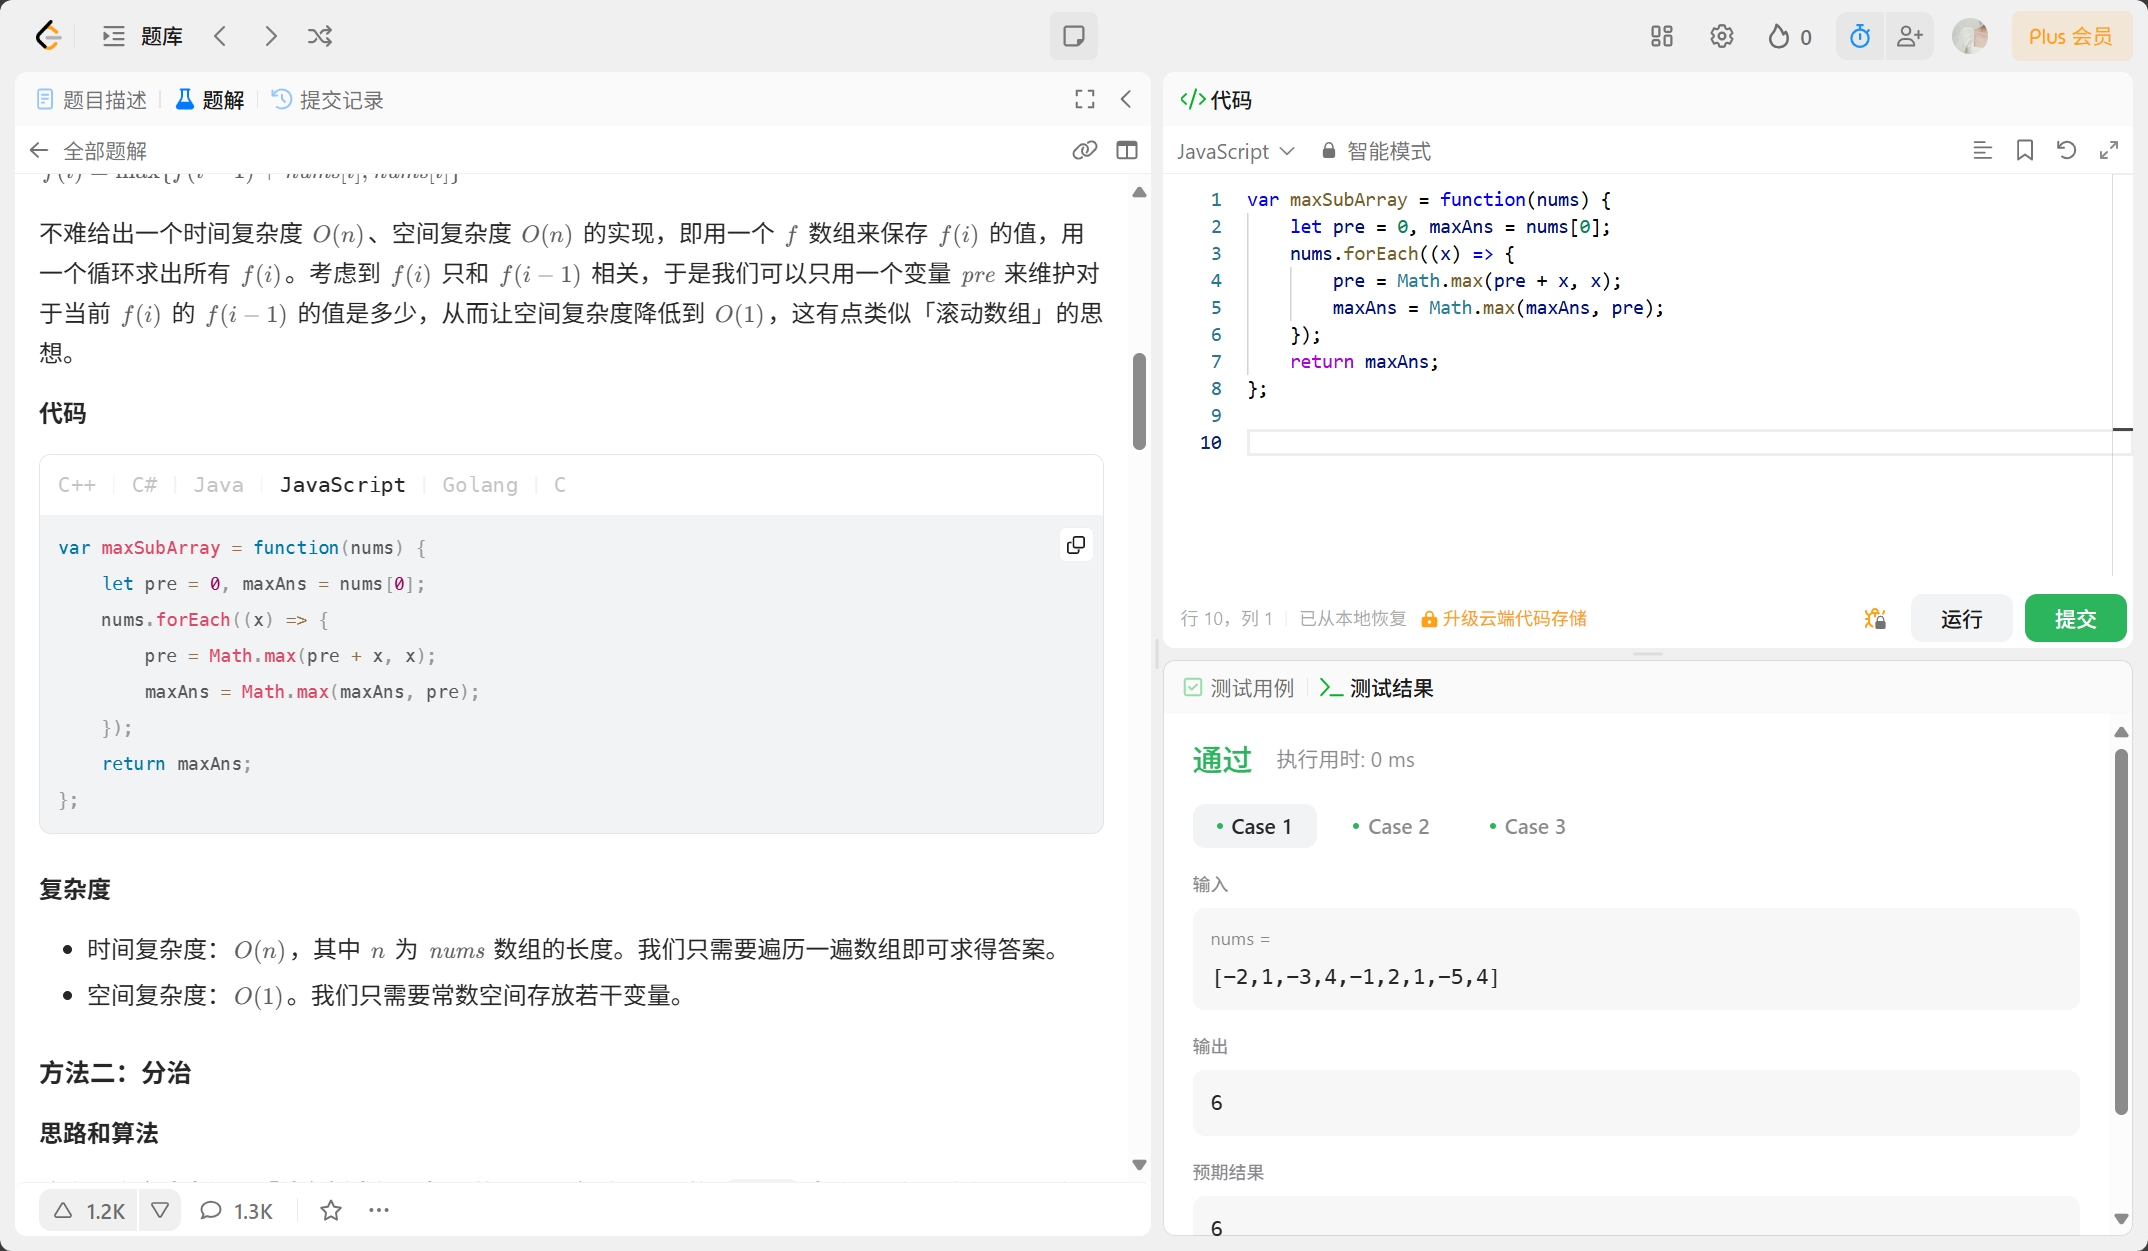 题库
0
Plus 会员
题目描述
题解
提交记录
全部题解
f(i) = max{f(i − 1) + nums[i], nums[i]}
不难给出一个时间复杂度 O(n)、空间复杂度 O(n) 的实现，即用一个 f 数组来保存 f(i) 的值，用
一个循环求出所有 f(i)。考虑到 f(i) 只和 f(i − 1) 相关，于是我们可以只用一个变量 pre 来维护对
于当前 f(i) 的 f(i − 1) 的值是多少，从而让空间复杂度降低到 O(1)，这有点类似「滚动数组」的思
想。
代码
C++
C#
Java
JavaScript
Golang
C
var maxSubArray = function(nums) {
    let pre = 0, maxAns = nums[0];
    nums.forEach((x) => {
        pre = Math.max(pre + x, x);
        maxAns = Math.max(maxAns, pre);
    });
    return maxAns;
};
复杂度
• 时间复杂度：O(n)，其中 n 为 nums 数组的长度。我们只需要遍历一遍数组即可求得答案。
• 空间复杂度：O(1)。我们只需要常数空间存放若干变量。
方法二：分治
思路和算法
1.2K
1.3K
代码
JavaScript
智能模式
1 var maxSubArray = function(nums) {
2     let pre = 0, maxAns = nums[0];
3     nums.forEach((x) => {
4         pre = Math.max(pre + x, x);
5         maxAns = Math.max(maxAns, pre);
6     });
7     return maxAns;
8 };
9
10
行 10，列 1
已从本地恢复
升级云端代码存储
运行
提交
测试用例
测试结果
通过
执行用时: 0 ms
Case 1
Case 2
Case 3
输入
nums =
[-2,1,-3,4,-1,2,1,-5,4]
输出
6
预期结果
6